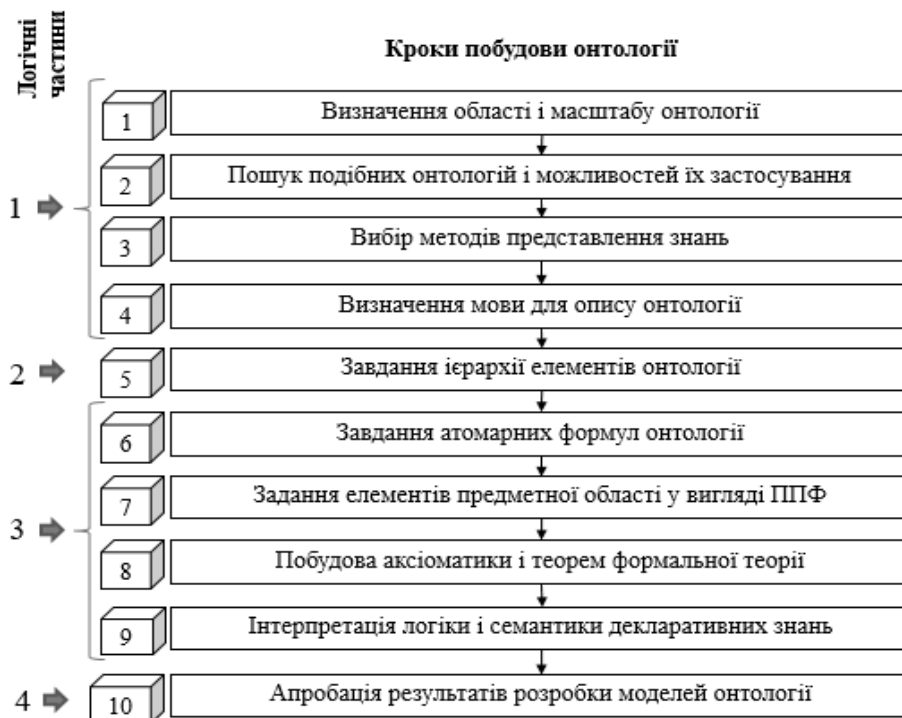 Логічні
частини
Кроки побудови онтології
1 Визначення області і масштабу онтології
2 Пошук подібних онтологій і можливостей їх застосування
1
3 Вибір методів представлення знань
4 Визначення мови для опису онтології
2
5 Завдання ієрархії елементів онтології
6 Завдання атомарних формул онтології
7 Задання елементів предметної області у вигляді ППФ
3
8 Побудова аксіоматики і теорем формальної теорії
9 Інтерпретація логіки і семантики декларативних знань
4
10 Апробація результатів розробки моделей онтології